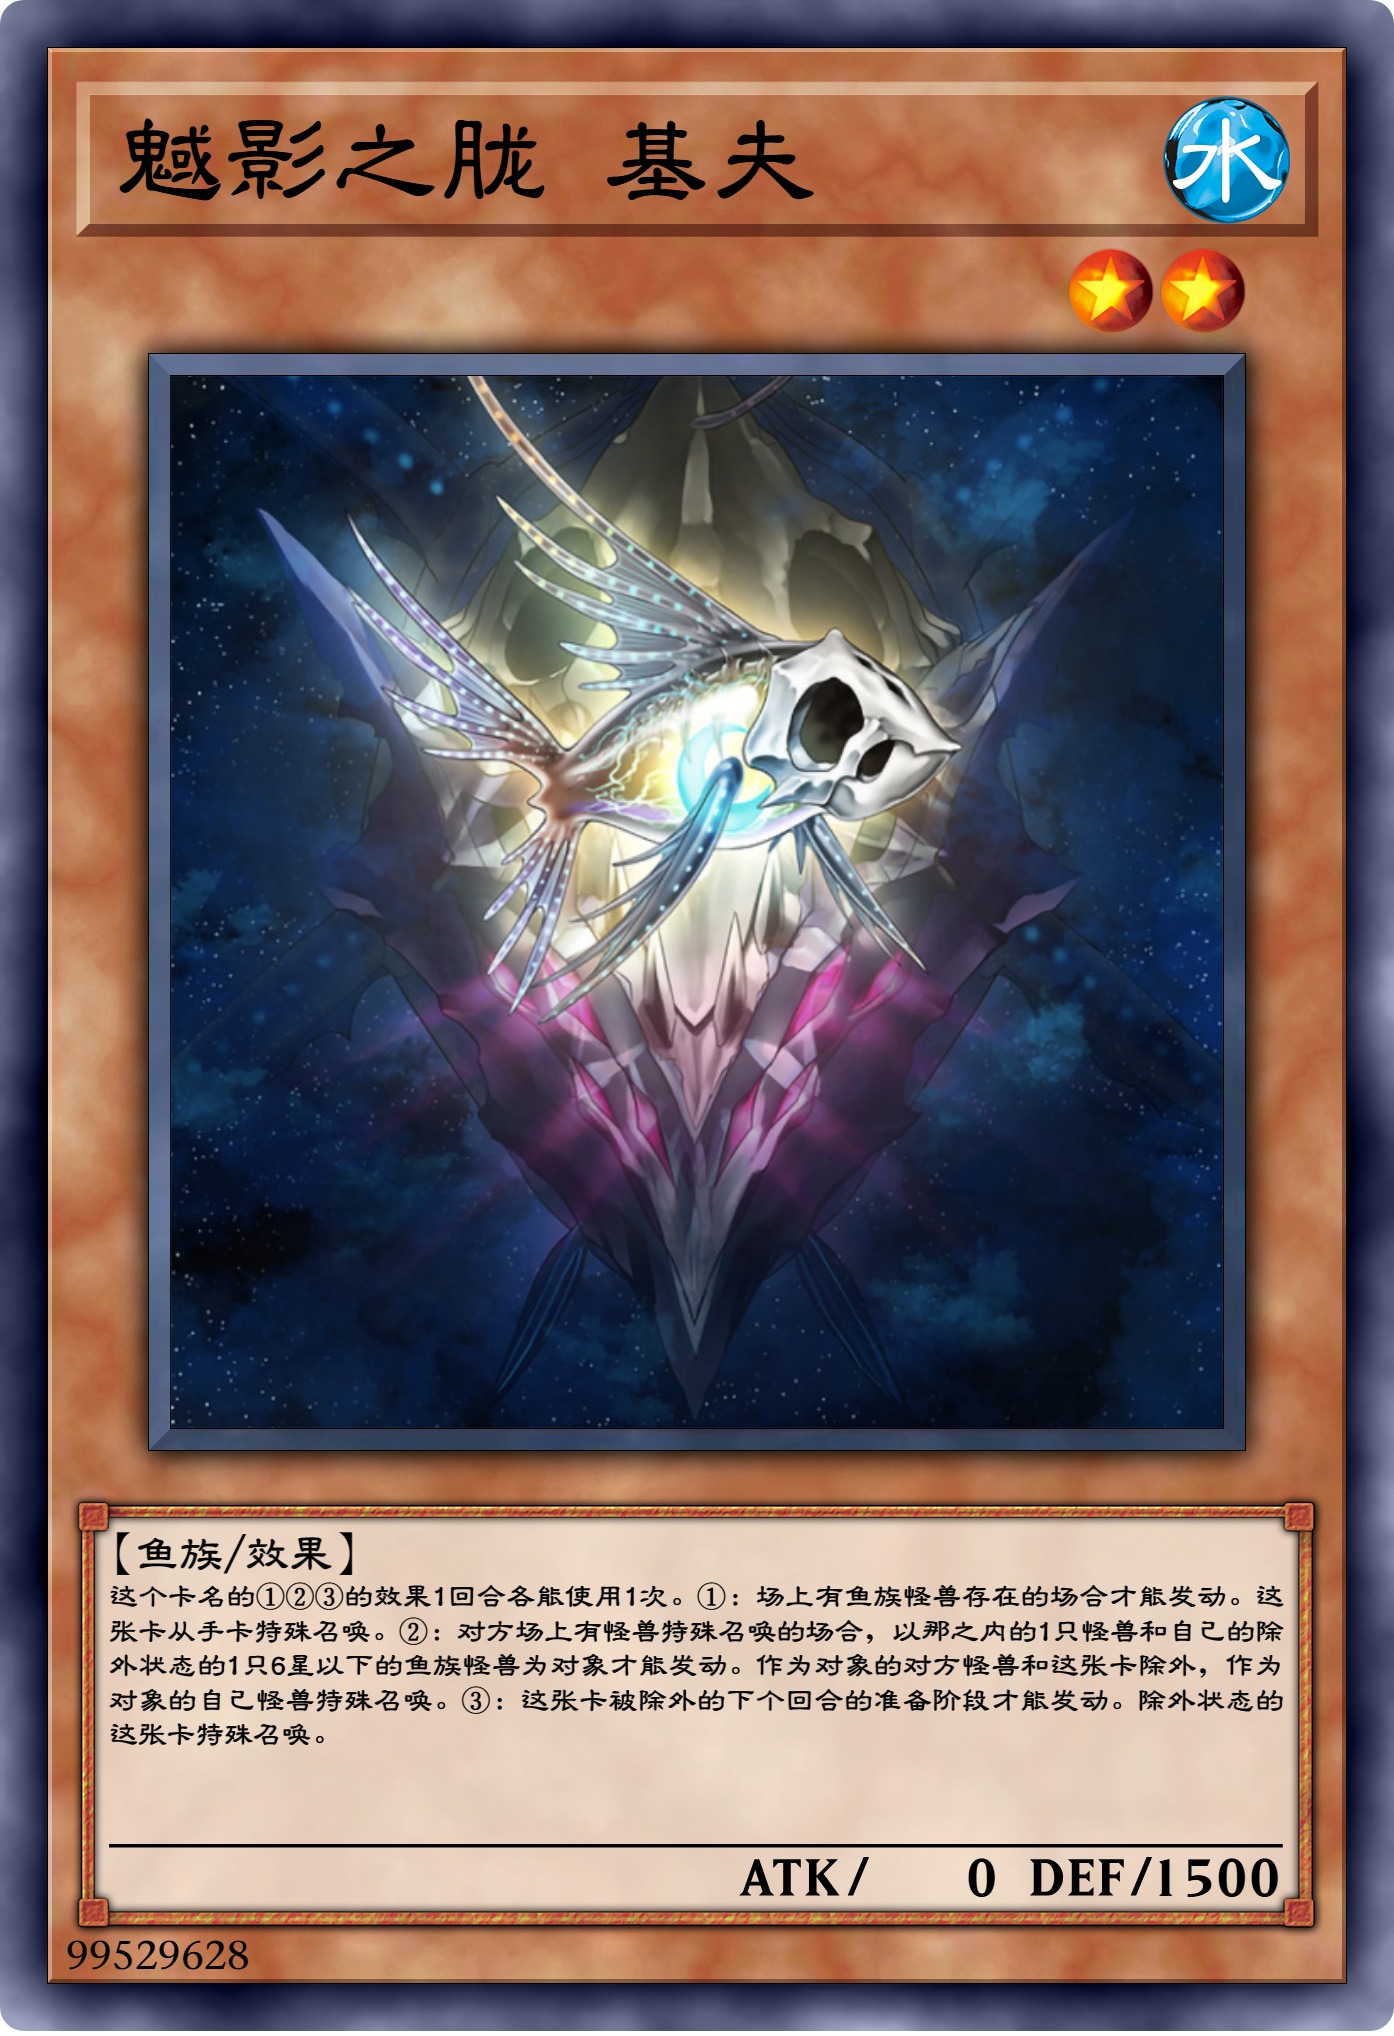 魊影之胧 基夫
水
【鱼族/效果】
这个卡名的①②③的效果1回合各能使用1次。①：场上有鱼族怪兽存在的场合才能发动。这
张卡从手卡特殊召唤。②：对方场上有怪兽特殊召唤的场合，以那之内的1只怪兽和自己的除
外状态的1只6星以下的鱼族怪兽为对象才能发动。作为对象的对方怪兽和这张卡除外，作为
对象的自己怪兽特殊召唤。③：这张卡被除外的下个回合的准备阶段才能发动。除外状态的
这张卡特殊召唤。
ATK/ 0 DEF/1500
99529628